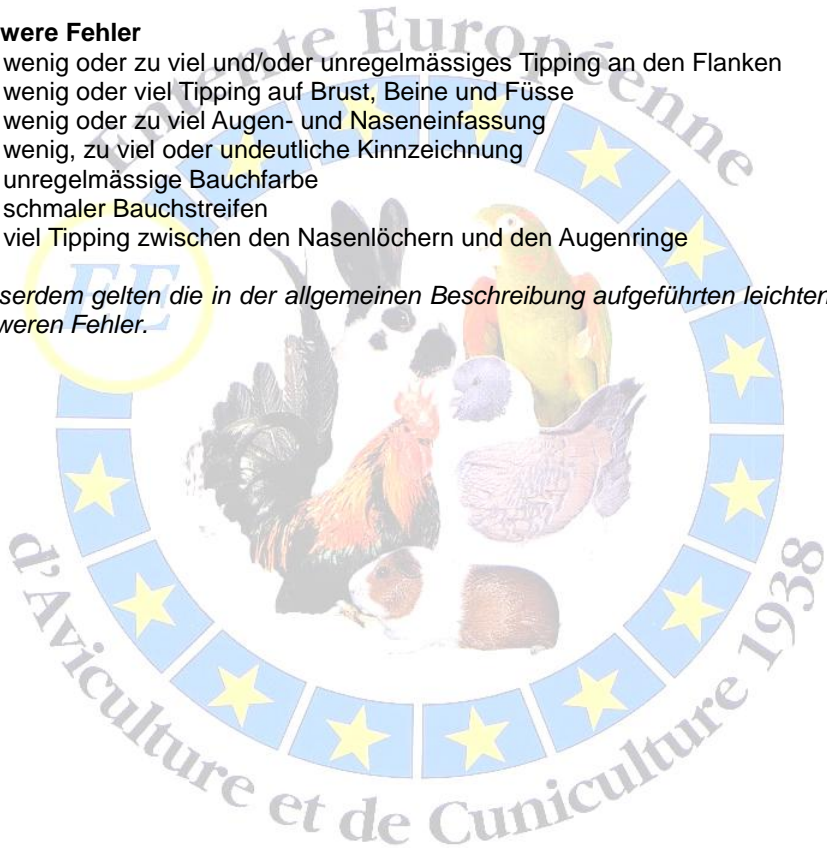 were Fehler
wenig oder zu viel und/oder unregelmässiges Tipping an den Flanken
wenig oder viel Tipping auf Brust, Beine und Füsse
wenig oder zu viel Augen- und Naseneinfassung
wenig, zu viel oder undeutliche Kinnzeichnung
unregelmässige Bauchfarbe
schmaler Bauchstreifen
viel Tipping zwischen den Nasenlöchern und den Augenringe
serdem gelten die in der allgemeinen Beschreibung aufgeführten leichten
weren Fehler.
Entente Européenne
EE
d'Aviculture et de Cuniculture 1938